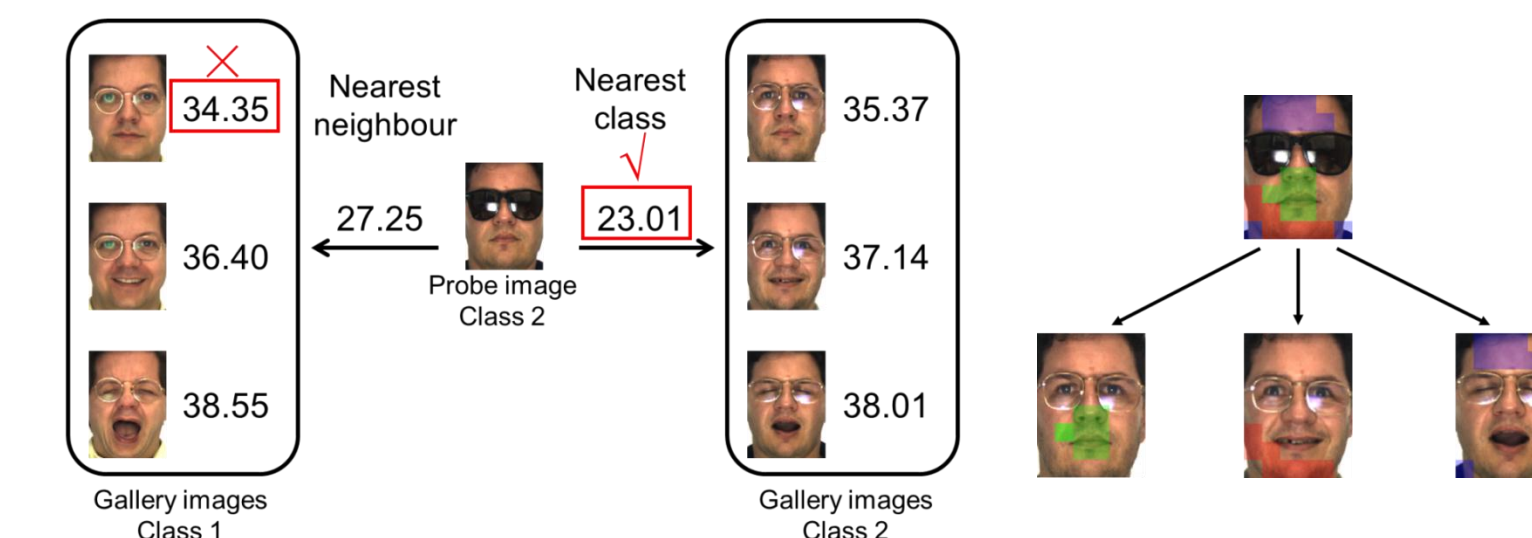 34.35
36.40
38.55
Gallery images
Class 1
Nearest
neighbour
27.25
Probe image
Class 2
Nearest
class
√
23.01
35.37
37.14
38.01
Gallery images
Class 2